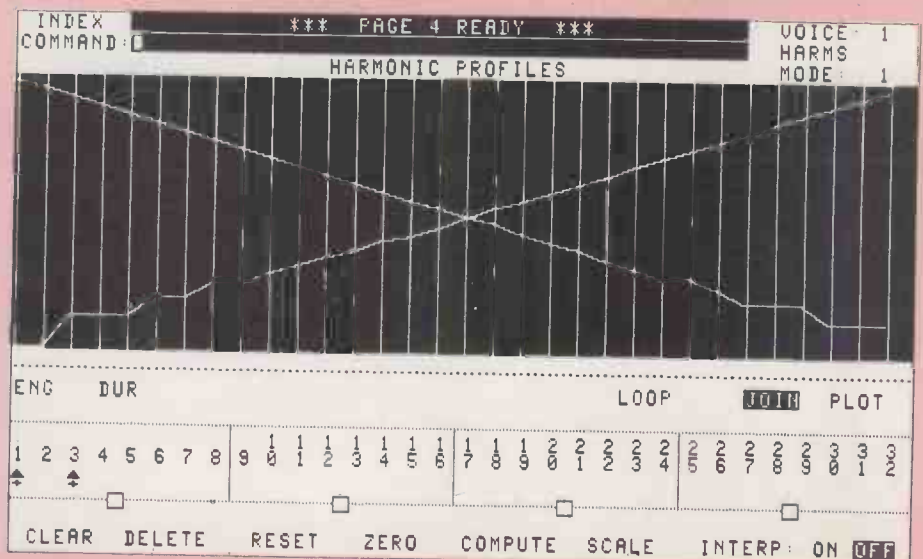 INDEX *** PAGE 4 READY *** VOICE: 1
COMMAND: HARMS
HARMONIC PROFILES MODE: 1
ENG DUR LOOP JOIN PLOT
1 2 3 4 5 6 7 8 9 10 11 12 13 14 15 16 17 18 19 20 21 22 23 24 25 26 27 28 29 30 31 32
CLEAR DELETE RESET ZERO COMPUTE SCALE INTERP: ON OFF